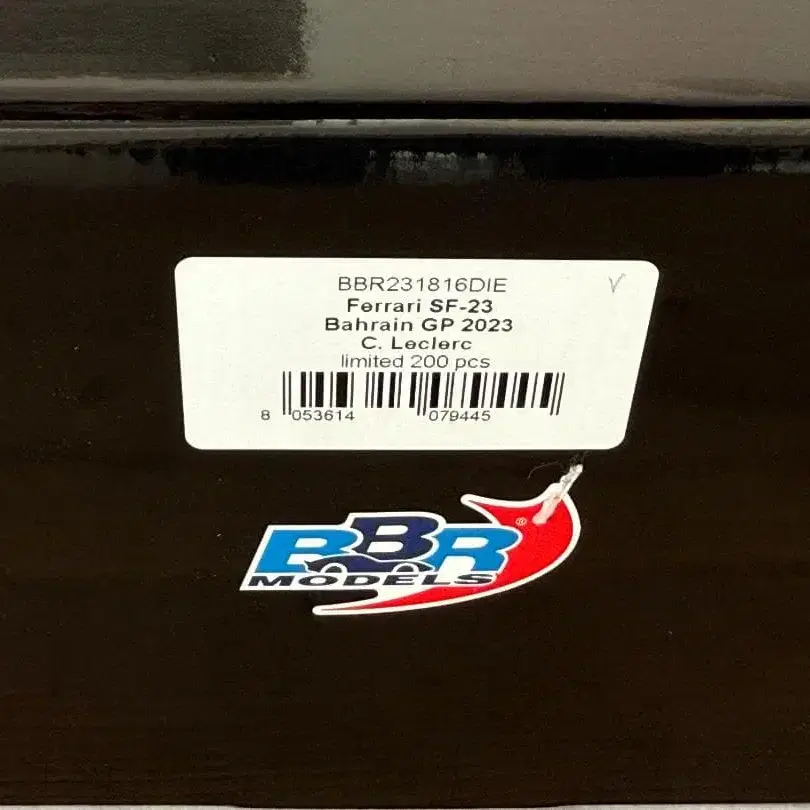 BBR231816DIE
Ferrari SF-23
Bahrain GP 2023
C. Leclerc
limited 200 pcs
8 053614 079445
BBR®
MODELS